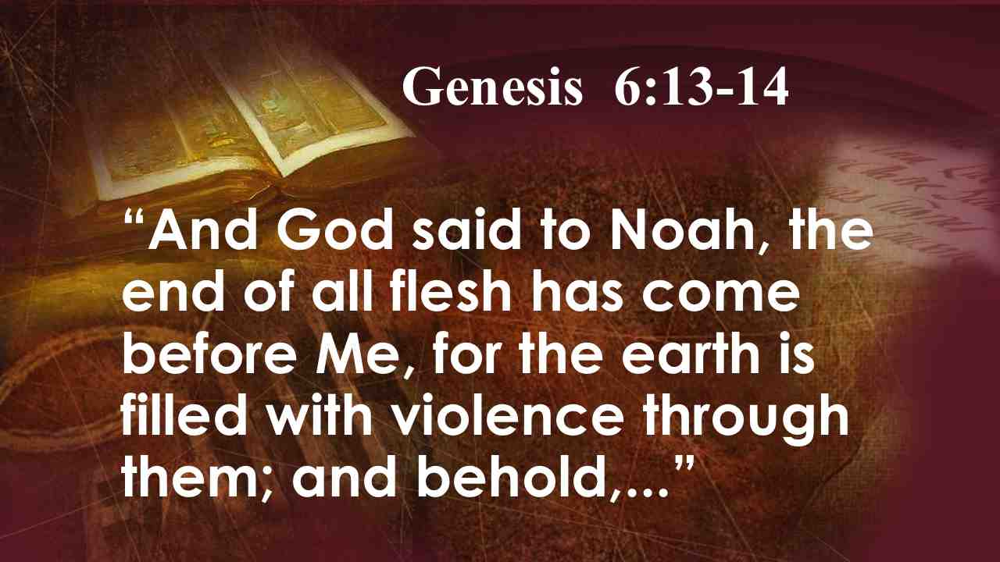 Genesis 6:13-14
“And God said to Noah, the
end of all flesh has come
before Me, for the earth is
filled with violence through
them; and behold,...”